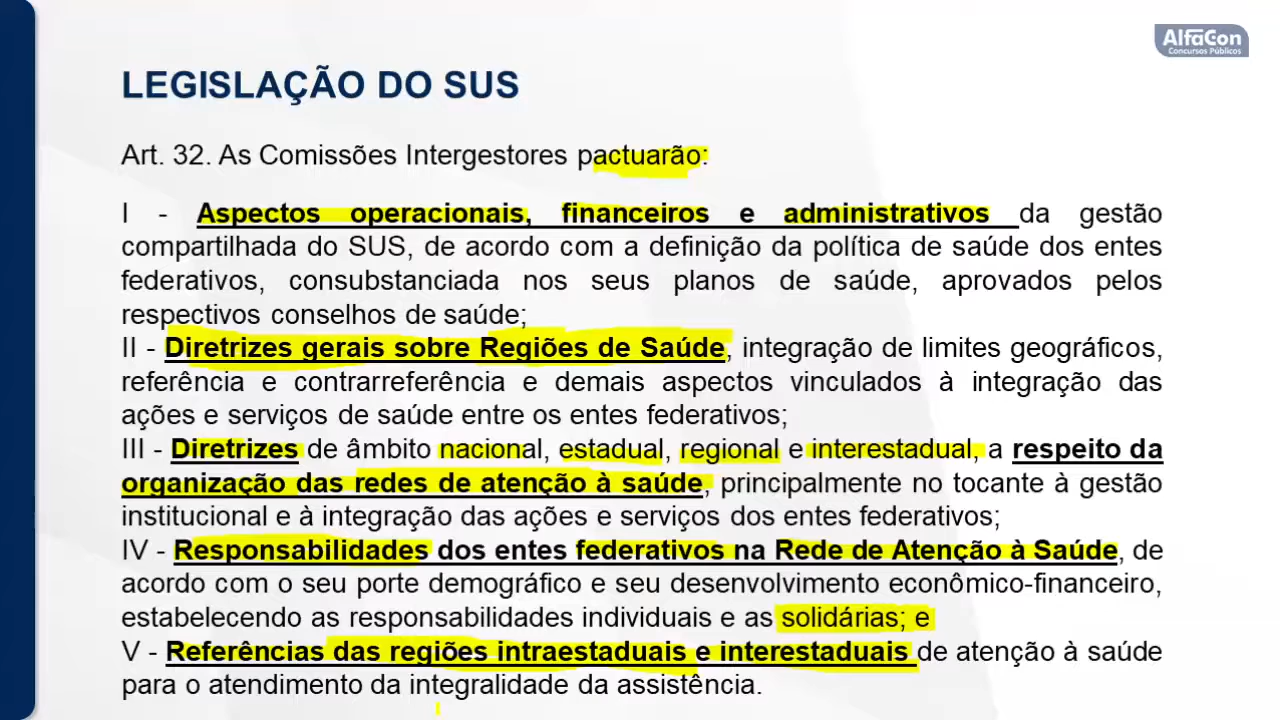 AlfaCon
Concursos Públicos
LEGISLAÇÃO DO SUS
Art. 32. As Comissões Intergestores pactuarão:
I - Aspectos operacionais, financeiros e administrativos da gestão
compartilhada do SUS, de acordo com a definição da política de saúde dos entes
federativos, consubstanciada nos seus planos de saúde, aprovados pelos
respectivos conselhos de saúde;
II - Diretrizes gerais sobre Regiões de Saúde, integração de limites geográficos,
referência e contrarreferência e demais aspectos vinculados à integração das
ações e serviços de saúde entre os entes federativos;
III - Diretrizes de âmbito nacional, estadual, regional e interestadual, a respeito da
organização das redes de atenção à saúde, principalmente no tocante à gestão
institucional e à integração das ações e serviços dos entes federativos;
IV - Responsabilidades dos entes federativos na Rede de Atenção à Saúde, de
acordo com o seu porte demográfico e seu desenvolvimento econômico-financeiro,
estabelecendo as responsabilidades individuais e as solidárias; e
V - Referências das regiões intraestaduais e interestaduais de atenção à saúde
para o atendimento da integralidade da assistência.